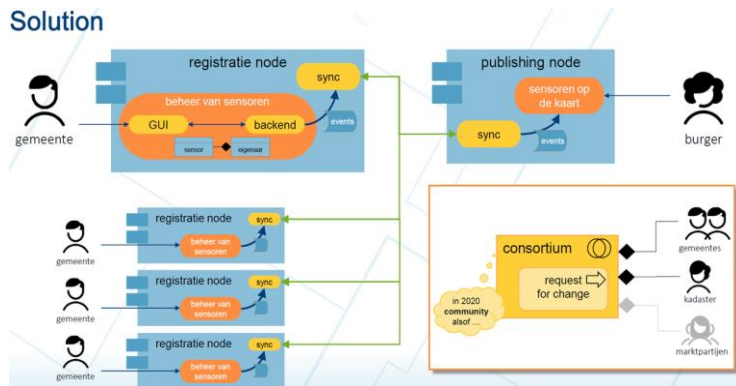 Solution
registratie node
sync
beheer van sensoren
GUI
backend
events
sensor
eigenaar
gemeente
publishing node
sensoren op
de kaart
sync
events
burger
registratie node
sync
beheer van
sensoren
gemeente
registratie node
sync
beheer van
sensoren
gemeente
registratie node
sync
beheer van
sensoren
gemeente
consortium
request
for change
in 2020
community
alsof ...
gemeentes
kadaster
marktpartijen